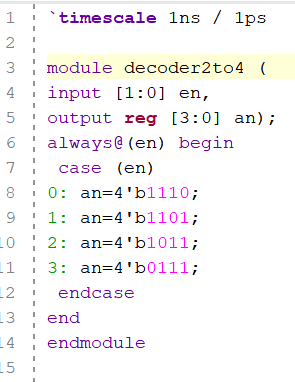 1 `timescale 1ns / 1ps
2
3 module decoder2to4 (
4 input [1:0] en,
5 output reg [3:0] an);
6 always@(en) begin
7 case (en)
8 0: an=4'b1110;
9 1: an=4'b1101;
10 2: an=4'b1011;
11 3: an=4'b0111;
12 endcase
13 end
14 endmodule
15